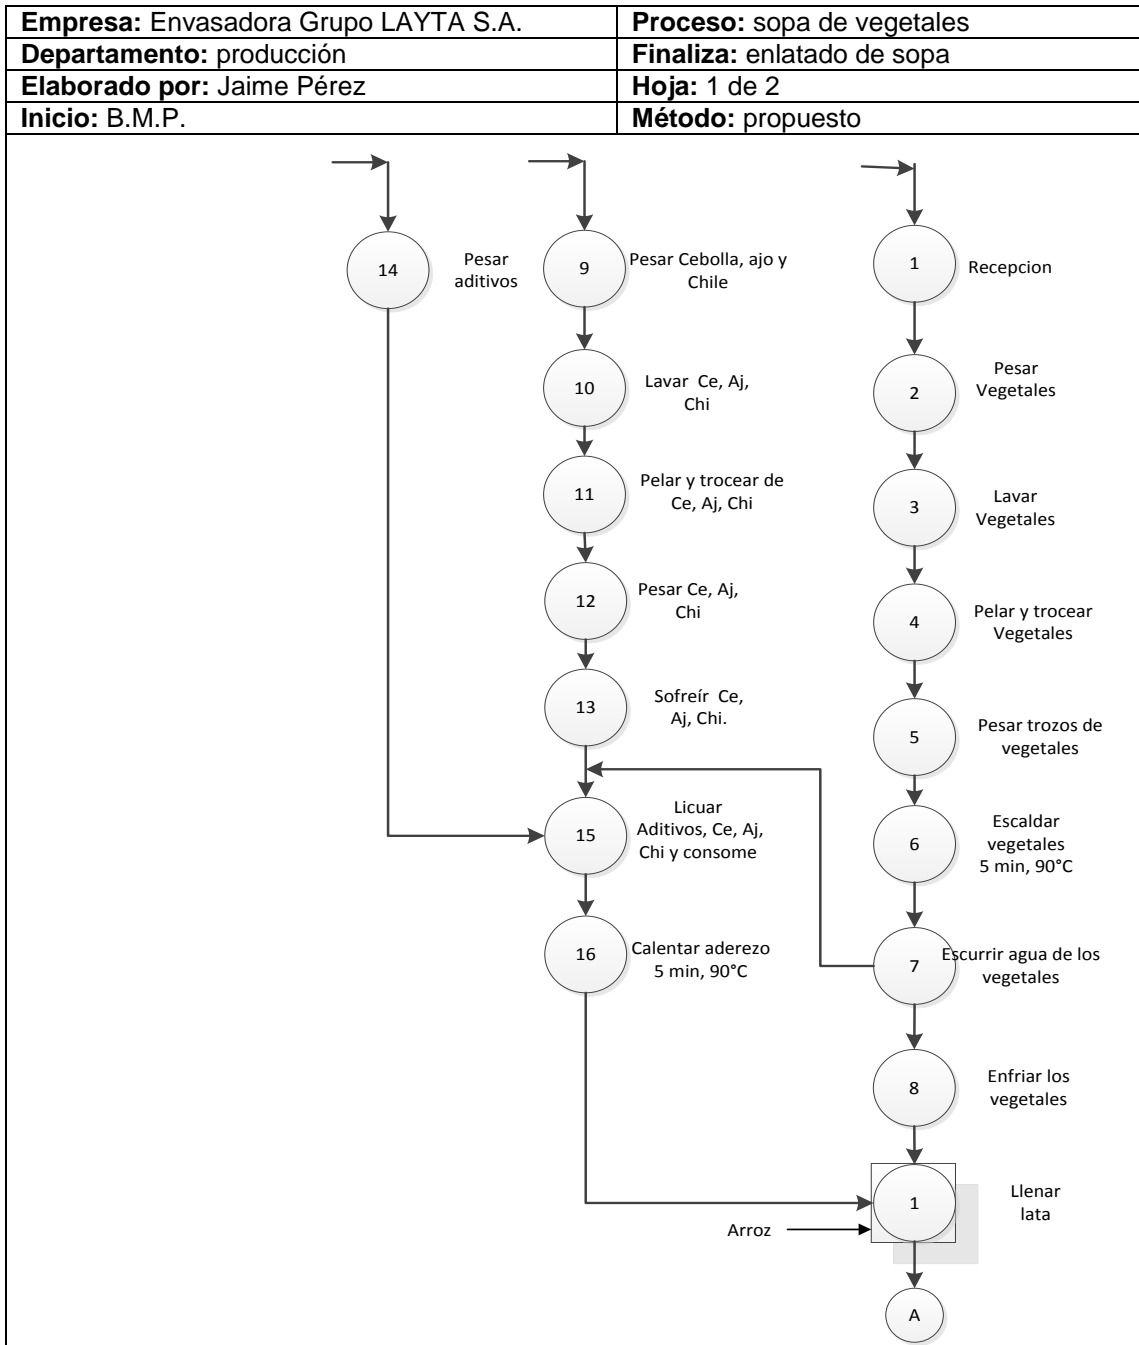 Empresa: Envasadora Grupo LAYTA S.A.
Proceso: sopa de vegetales
Departamento: producción
Finaliza: enlatado de sopa
Elaborado por: Jaime Pérez
Hoja: 1 de 2
Inicio: B.M.P.
Método: propuesto
14
Pesar
aditivos
9
Pesar Cebolla, ajo y
Chile
10
Lavar Ce, Aj,
Chi
11
Pelar y trocear de
Ce, Aj, Chi
12
Pesar Ce, Aj,
Chi
13
Sofreír Ce,
Aj, Chi.
15
Licuar
Aditivos, Ce, Aj,
Chi y consome
16
Calentar aderezo
5 min, 90°C
1
Recepcion
2
Pesar
Vegetales
3
Lavar
Vegetales
4
Pelar y trocear
Vegetales
5
Pesar trozos de
vegetales
6
Escaldar
vegetales
5 min, 90°C
7
Escurrir agua de los
vegetales
8
Enfriar los
vegetales
1
Llenar
lata
Arroz
A